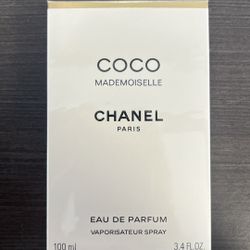 COCO
MADEMOISELLE
CHANEL
PARIS
EAU DE PARFUM
VAPORISATEUR SPRAY
100 ml
3.4 FL. OZ.